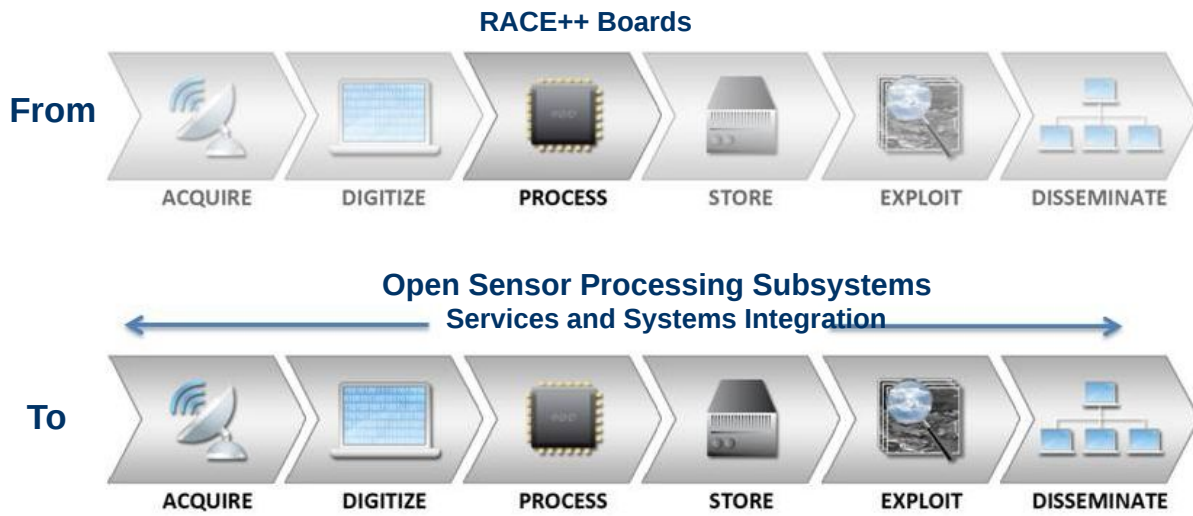 RACE++ Boards
From
ACQUIRE DIGITIZE PROCESS STORE EXPLOIT DISSEMINATE
Open Sensor Processing Subsystems
Services and Systems Integration
To
ACQUIRE DIGITIZE PROCESS STORE EXPLOIT DISSEMINATE